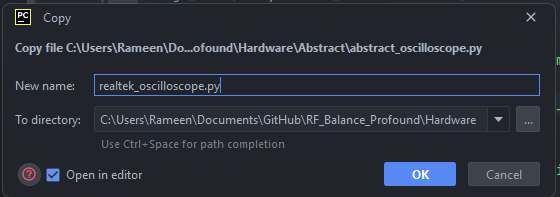 PC Copy
Copy file C:\Users\Rameen\Do...ofound\Hardware\Abstract\abstract_oscilloscope.py
New name: realtek_oscilloscope.py
To directory: C:\Users\Rameen\Documents\GitHub\RF_Balance_Profound\Hardware ...
Use Ctrl+Space for path completion
? Open in editor OK Cancel